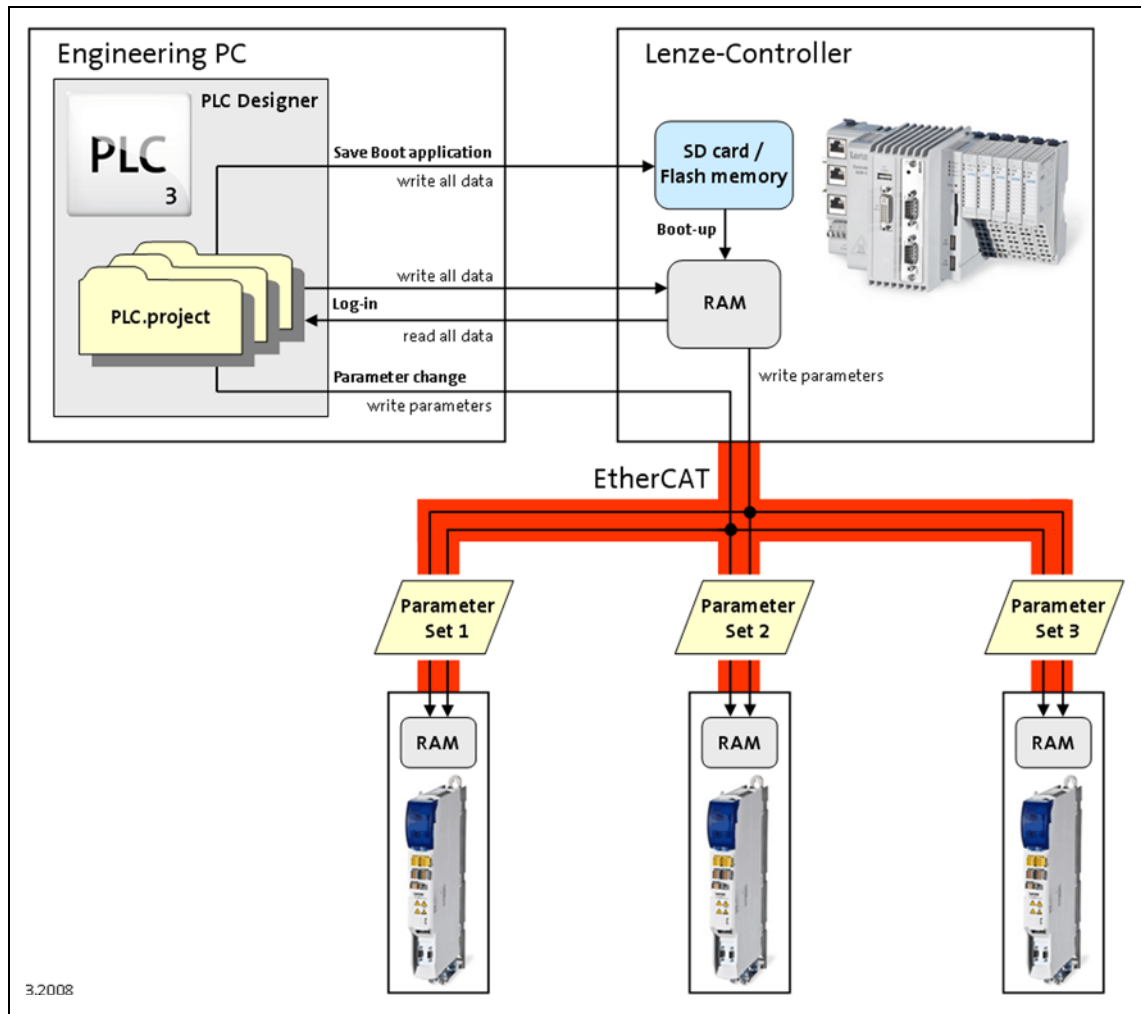 Engineering PC
PLC Designer
PLC
3
PLC.project
Save Boot application
write all data
write all data
Log-in
read all data
Parameter change
write parameters
Lenze-Controller
SD card /
Flash memory
Boot-up
RAM
write parameters
Lenze
EtherCAT
Parameter
Set 1
Parameter
Set 2
Parameter
Set 3
RAM
RAM
RAM
3.2008